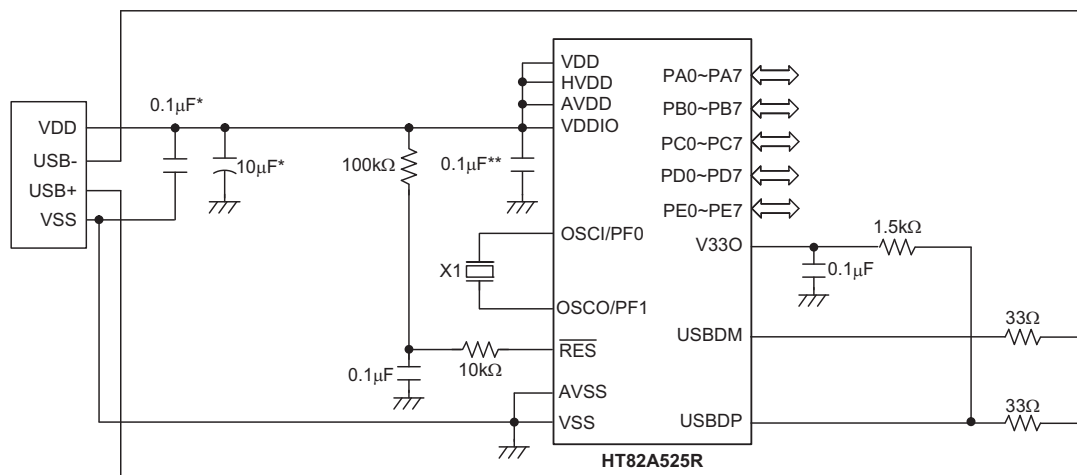 VDD
USB-
USB+
VSS
0.1μF*
10μF*
100kΩ
0.1μF**
X1
0.1μF
10kΩ
VDD
HVDD
AVDD
VDDIO
OSCI/PF0
OSCO/PF1
RES
AVSS
VSS
PA0~PA7
PB0~PB7
PC0~PC7
PD0~PD7
PE0~PE7
V33O
USBDM
USBDP
1.5kΩ
0.1μF
33Ω
33Ω
HT82A525R